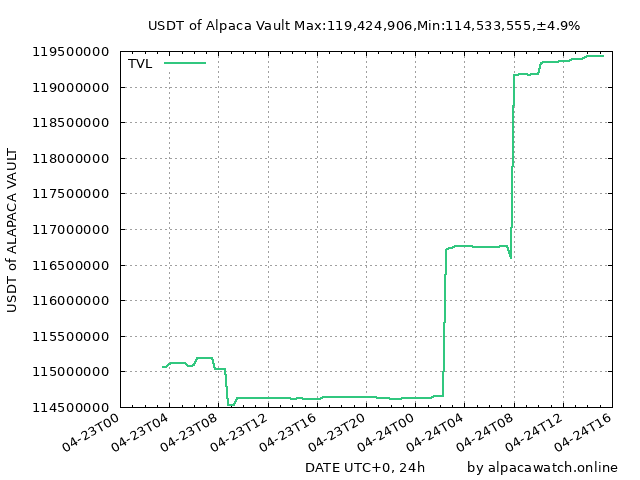 USDT of Alpaca Vault Max:119,424,906,Min:114,533,555,±4.9%
TVL
119500000
119000000
118500000
118000000
117500000
117000000
116500000
116000000
115500000
115000000
114500000
USDT of ALAPACA VAULT
04-23T00
04-23T04
04-23T08
04-23T12
04-23T16
04-23T20
04-24T00
04-24T04
04-24T08
04-24T12
04-24T16
DATE UTC+0, 24h
by alpacawatch.online